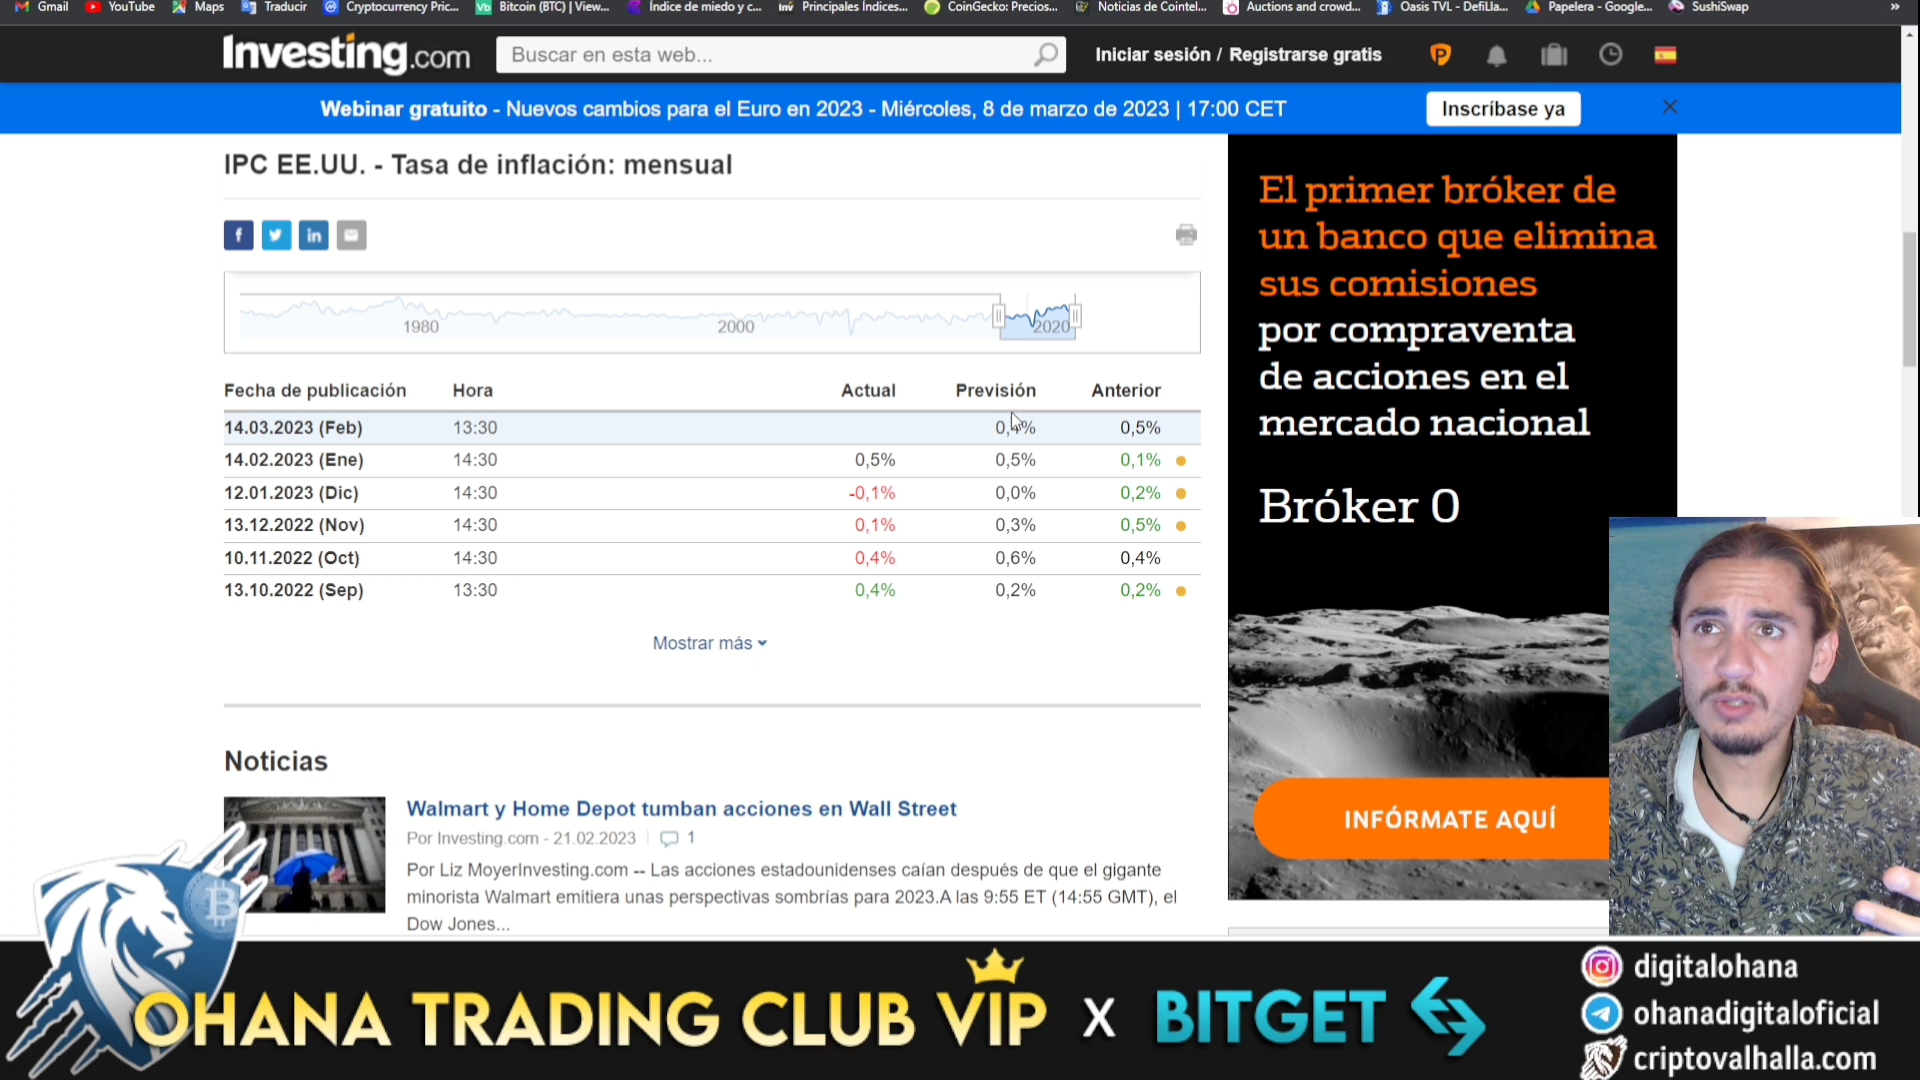 Gmail YouTube Maps Traducir Cryptocurrency Pric... Bitcoin (BTC) | View... Índice de miedo y c... Principales Índices... CoinGecko: Precios... Noticias de Cointel... Auctions and crowd... Oasis TVL - DefiLla... Papelera - Google... SushiSwap »
Investing.com Buscar en esta web... Iniciar sesión / Registrarse gratis
Webinar gratuito - Nuevos cambios para el Euro en 2023 - Miércoles, 8 de marzo de 2023 | 17:00 CET Inscríbase ya
IPC EE.UU. - Tasa de inflación: mensual
1980 2000 2020
Fecha de publicación Hora Actual Previsión Anterior
14.03.2023 (Feb) 13:30 0,4% 0,5%
14.02.2023 (Ene) 14:30 0,5% 0,5% 0,1%
12.01.2023 (Dic) 14:30 -0,1% 0,0% 0,2%
13.12.2022 (Nov) 14:30 0,1% 0,3% 0,5%
10.11.2022 (Oct) 14:30 0,4% 0,6% 0,4%
13.10.2022 (Sep) 13:30 0,4% 0,2% 0,2%
Mostrar más
Noticias
Walmart y Home Depot tumban acciones en Wall Street
Por Investing.com - 21.02.2023 1
Por Liz MoyerInvesting.com -- Las acciones estadounidenses caían después de que el gigante
minorista Walmart emitiera unas perspectivas sombrías para 2023.A las 9:55 ET (14:55 GMT), el
Dow Jones...
El primer bróker de
un banco que elimina
sus comisiones
por compraventa
de acciones en el
mercado nacional
Bróker 0
INFÓRMATE AQUÍ
OHANA TRADING CLUB VIP X BITGET
digitalohana
ohanadigitaloficial
criptovalhalla.com